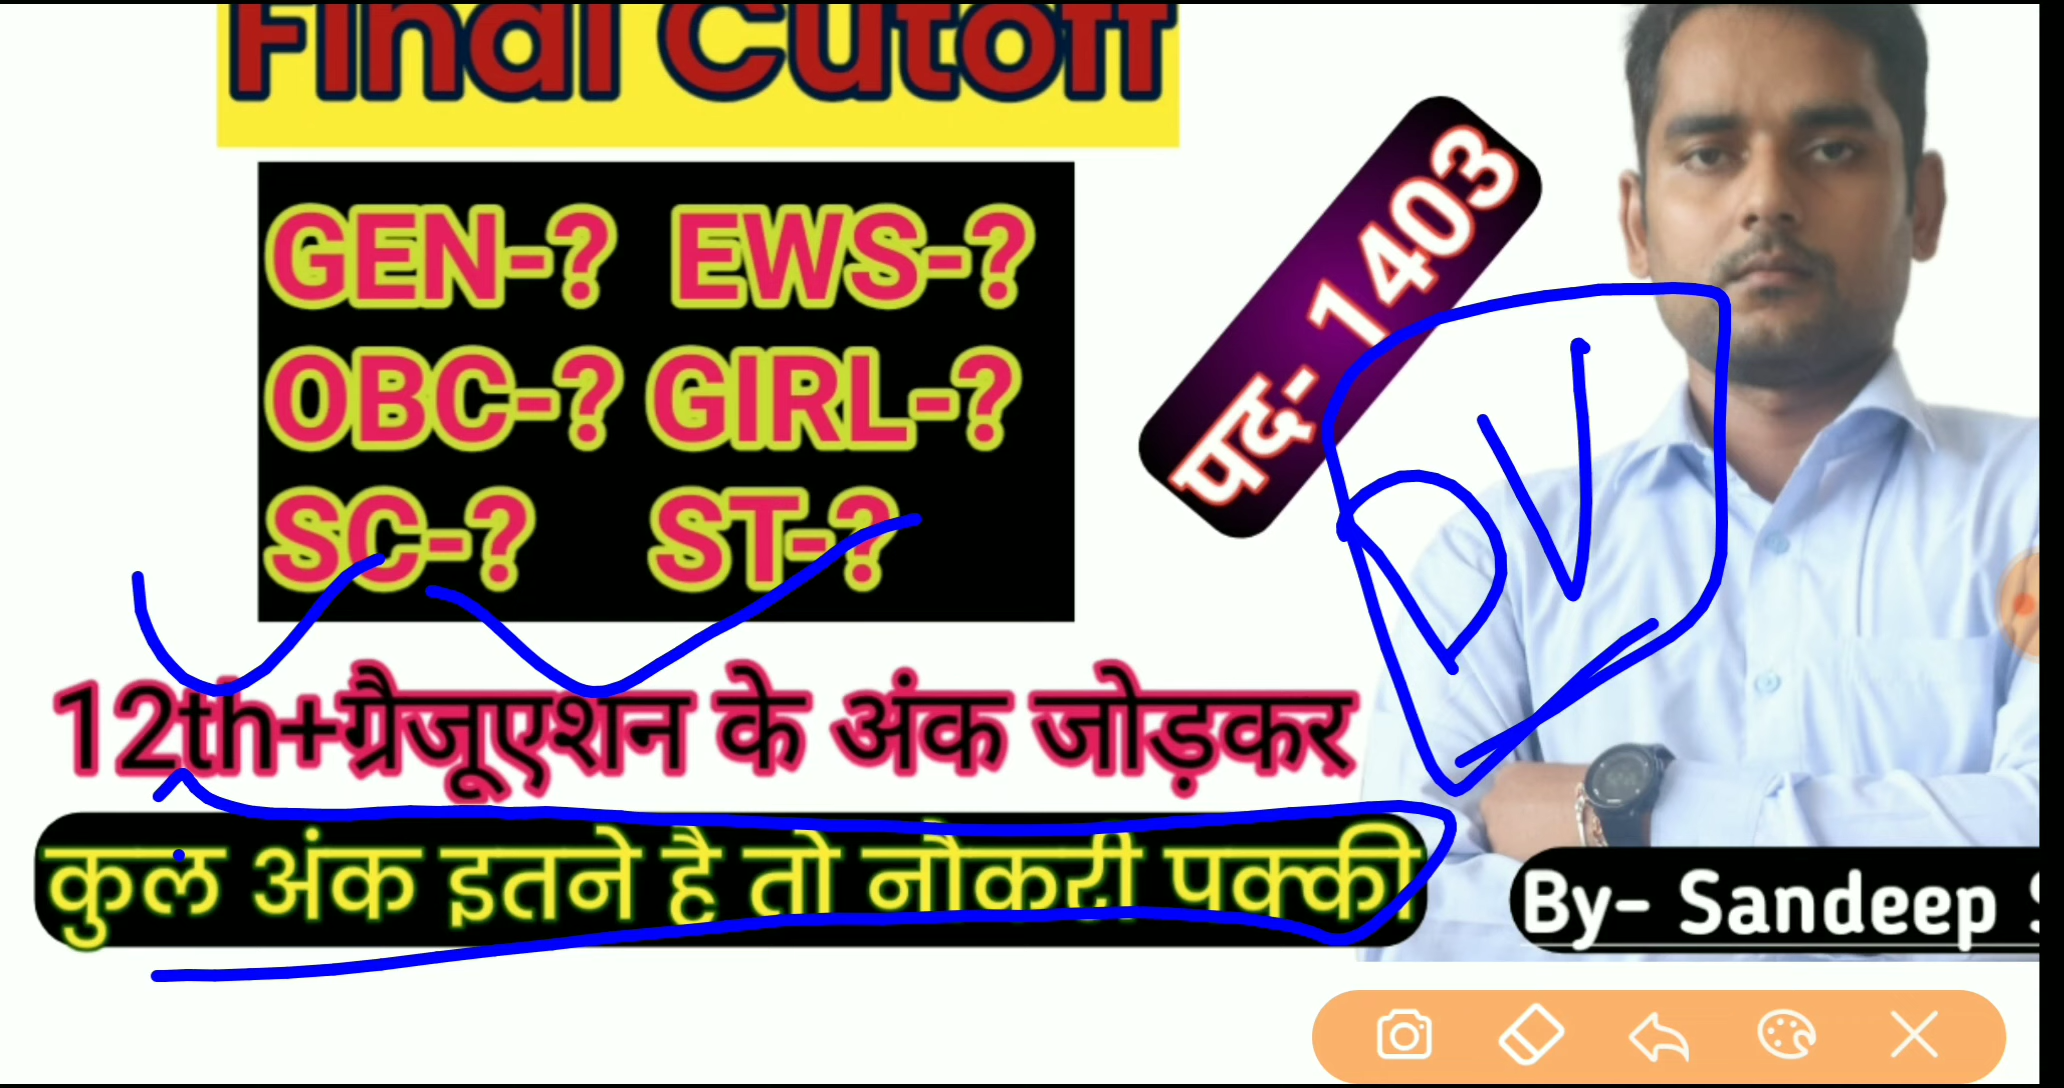 Final Cutoff
GEN-? EWS-?
OBC-? GIRL-?
SC-? ST-?
पद- 1403
DV
12th+ग्रैजूएशन के अंक जोड़कर
कुल अंक इतने है तो नौकरी पक्की
By- Sandeep